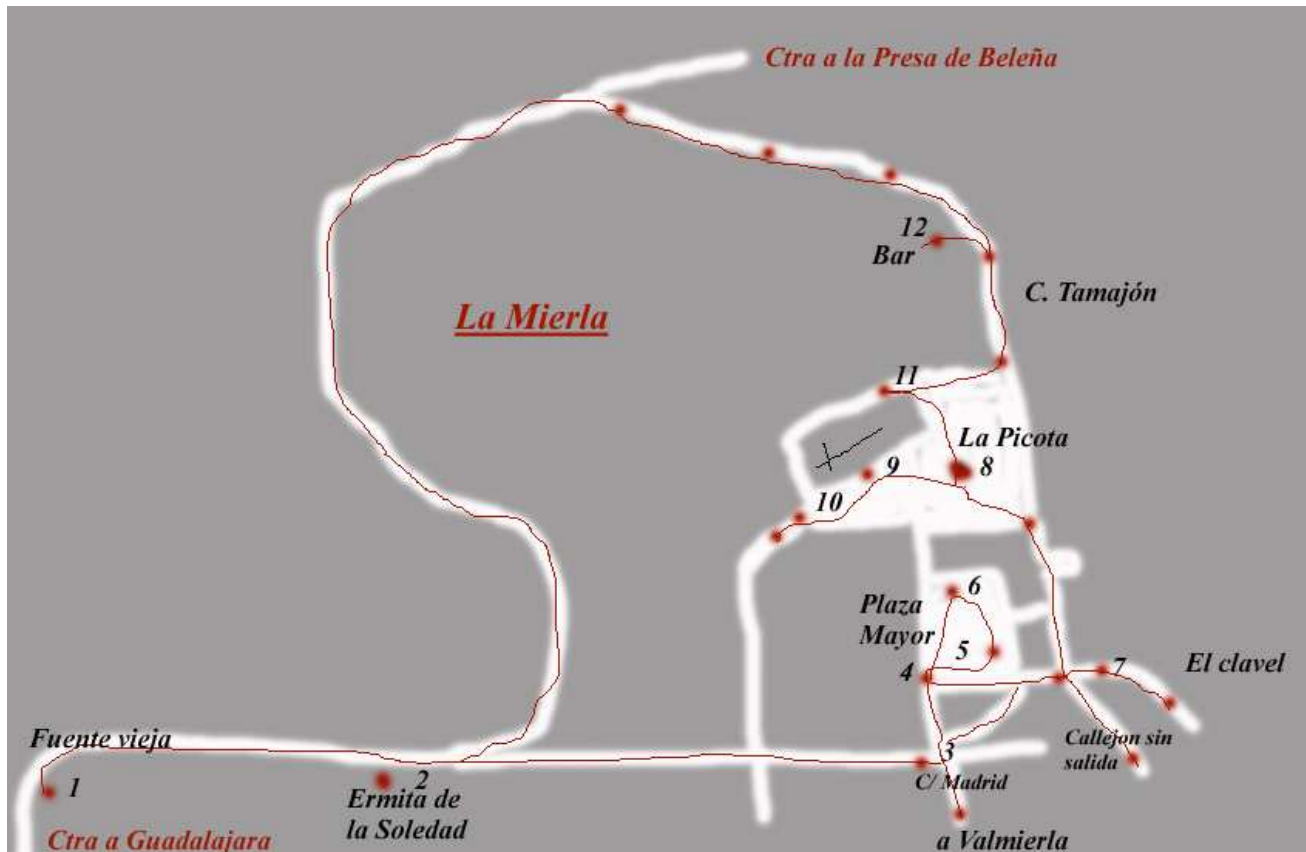 Ctra a la Presa de Beleña
12
Bar
C. Tamajón
La Mierla
11
La Picota
9
8
10
6
Plaza
Mayor
5
4
7
El clavel
Fuente vieja
3
Callejon sin
salida
1
2
C/ Madrid
Ermita de
la Soledad
Ctra a Guadalajara
a Valmierla